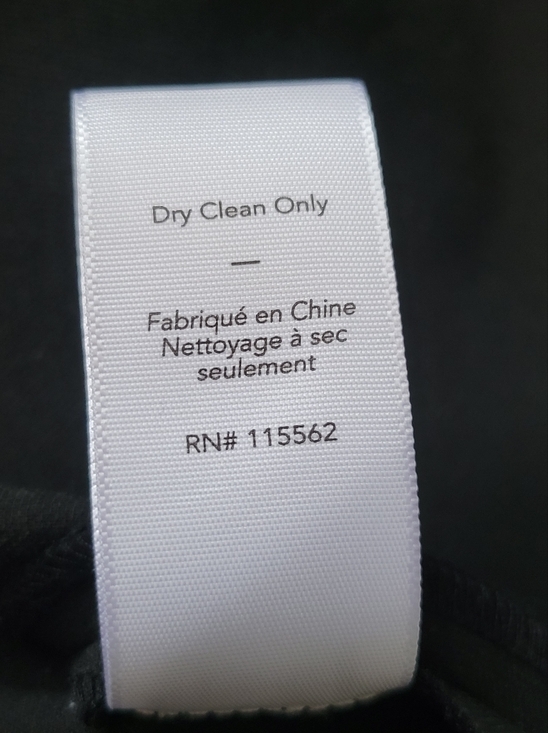 Dry Clean Only
—
Fabriqué en Chine
Nettoyage à sec
seulement
RN# 115562